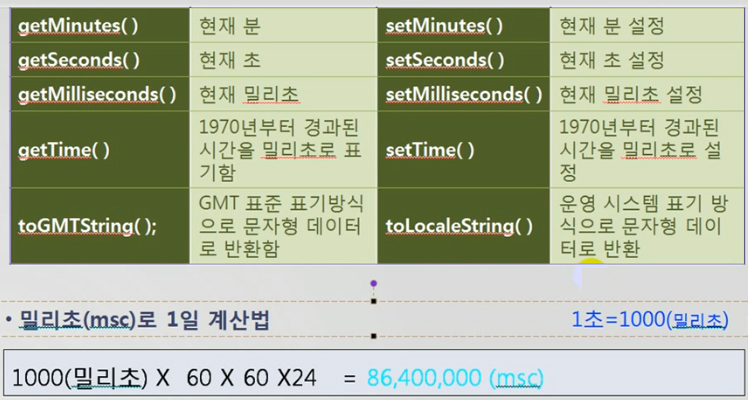 getMinutes( ) 현재 분 setMinutes( ) 현재 분 설정
getSeconds( ) 현재 초 setSeconds( ) 현재 초 설정
getMilliseconds( ) 현재 밀리초 setMilliseconds( ) 현재 밀리초 설정
getTime( )
1970년부터 경과된
시간을 밀리초로 표
기함
setTime( )
1970년부터 경과된
시간을 밀리초로 설
정
toGMTString( );
GMT 표준 표기방식
으로 문자형 데이터
로 반환함
toLocaleString( )
운영 시스템 표기 방
식으로 문자형 데이
터로 반환
• 밀리초(msc)로 1일 계산법 1초=1000(밀리초)
1000(밀리초) X 60 X 60 X24 = 86,400,000 (msc)